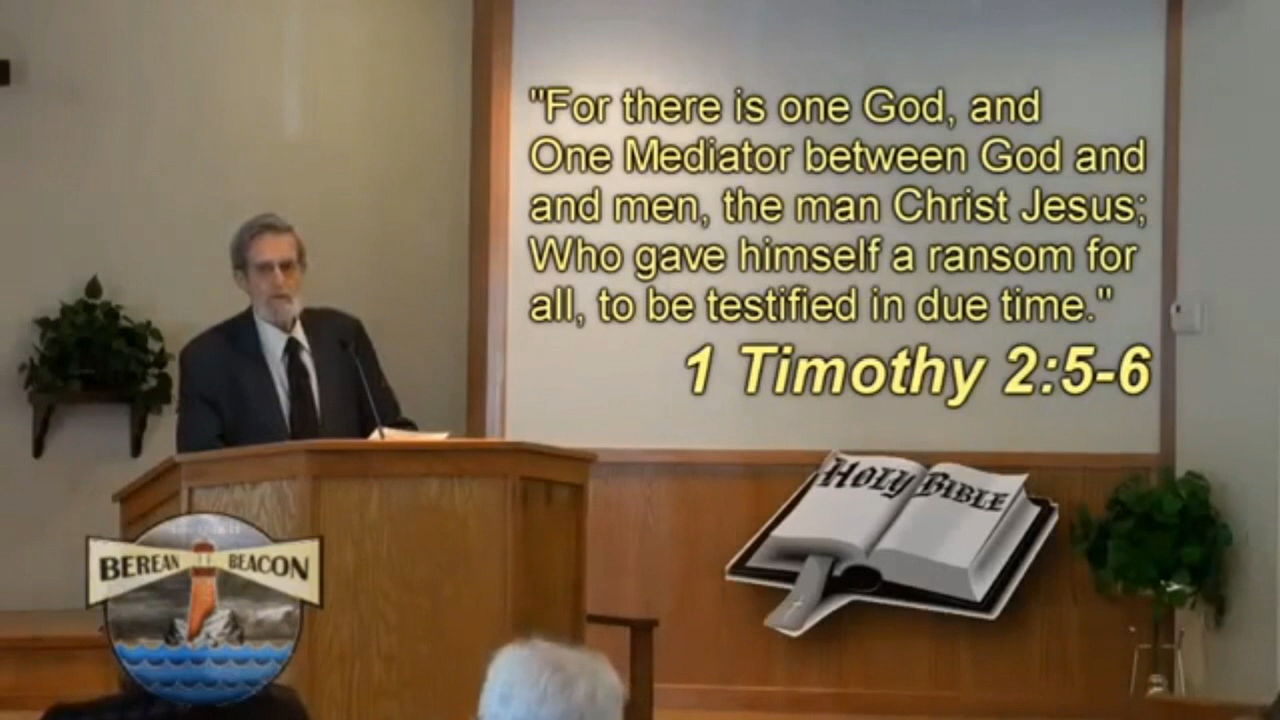 "For there is one God, and
One Mediator between God and
and men, the man Christ Jesus;
Who gave himself a ransom for
all, to be testified in due time."
1 Timothy 2:5-6
HOLY BIBLE
BEREAN BEACON